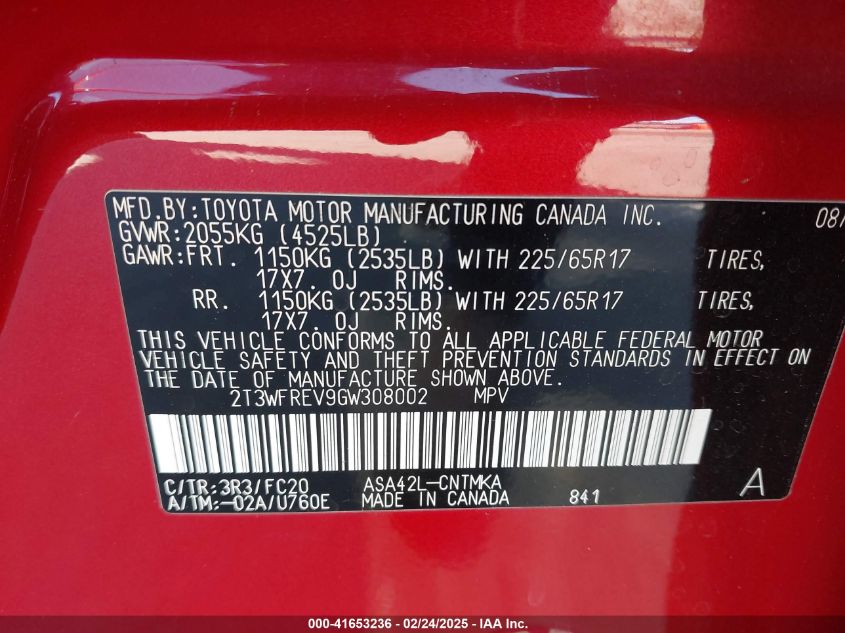 MFD.BY:TOYOTA MOTOR MANUFACTURING CANADA INC. 08/
GVWR:2055KG (4525LB)
GAWR:FRT. 1150KG (2535LB) WITH 225/65R17 TIRES,
17X7. 0J RIMS.
RR. 1150KG (2535LB) WITH 225/65R17 TIRES,
17X7. 0J RIMS.
THIS VEHICLE CONFORMS TO ALL APPLICABLE FEDERAL MOTOR
VEHICLE SAFETY AND THEFT PREVENTION STANDARDS IN EFFECT ON
THE DATE OF MANUFACTURE SHOWN ABOVE.
2T3WFREV9GW308002 MPV
C/TR:3R3/FC20 ASA42L-CNTMKA
A/TM:-02A/U760E MADE IN CANADA 841 A
000-41653236 - 02/24/2025 - IAA Inc.